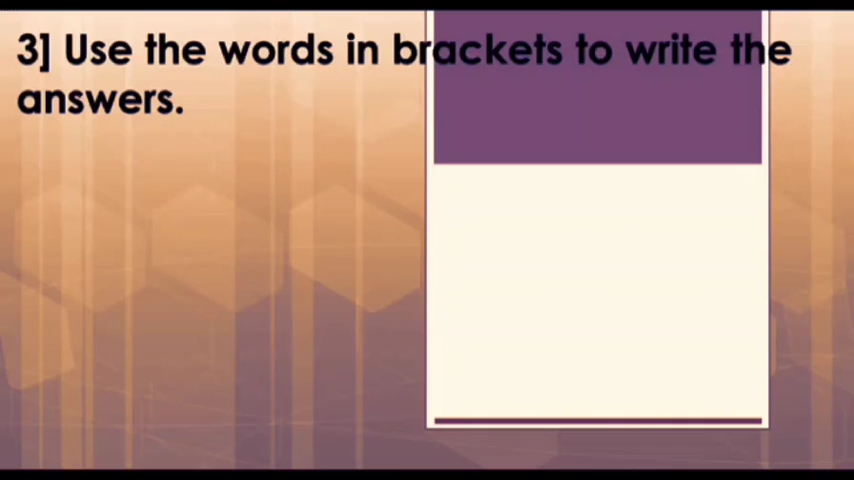 3] Use the words in brackets to write the
answers.